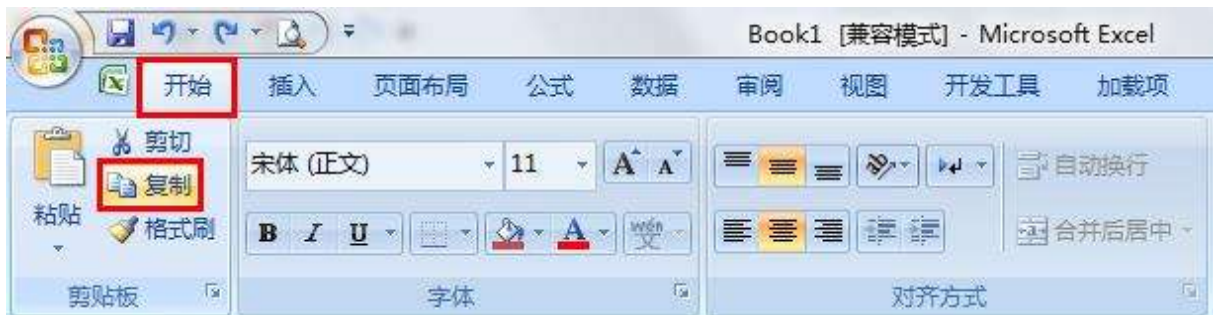 Book1 [兼容模式] - Microsoft Excel
开始 插入 页面布局 公式 数据 审阅 视图 开发工具 加载项
剪切
复制
格式刷
粘贴
宋体 (正文) 11 A A
自动换行
B I U A wén 文
合并后居中
剪贴板 字体 对齐方式